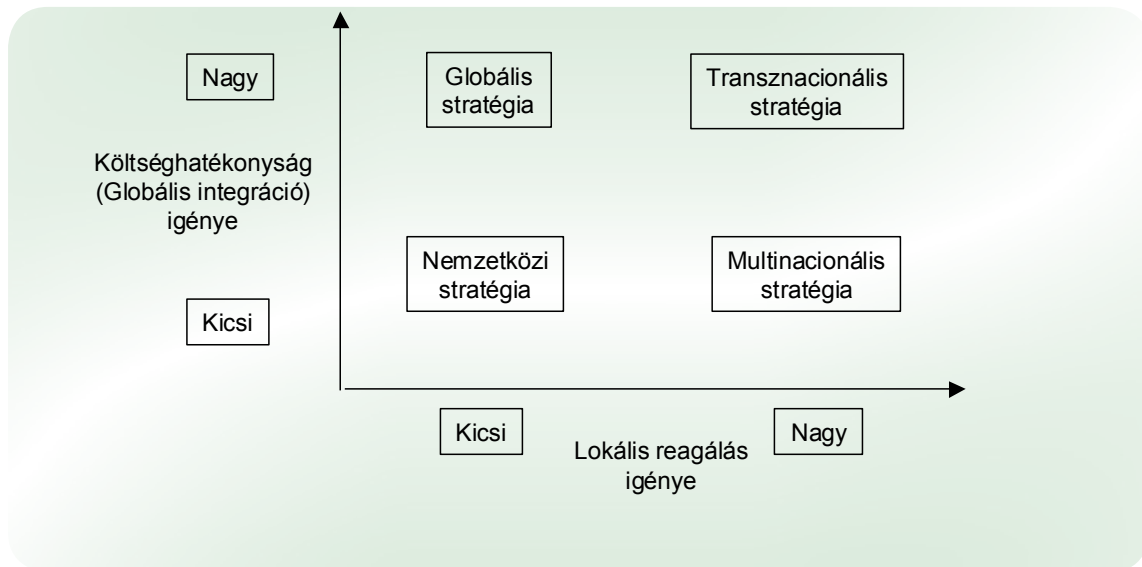 Nagy
Globális
stratégia
Transznacionális
stratégia
Költséghatékonyság
(Globális integráció)
igénye
Nemzetközi
stratégia
Multinacionális
stratégia
Kicsi
Kicsi
Nagy
Lokális reagálás
igénye